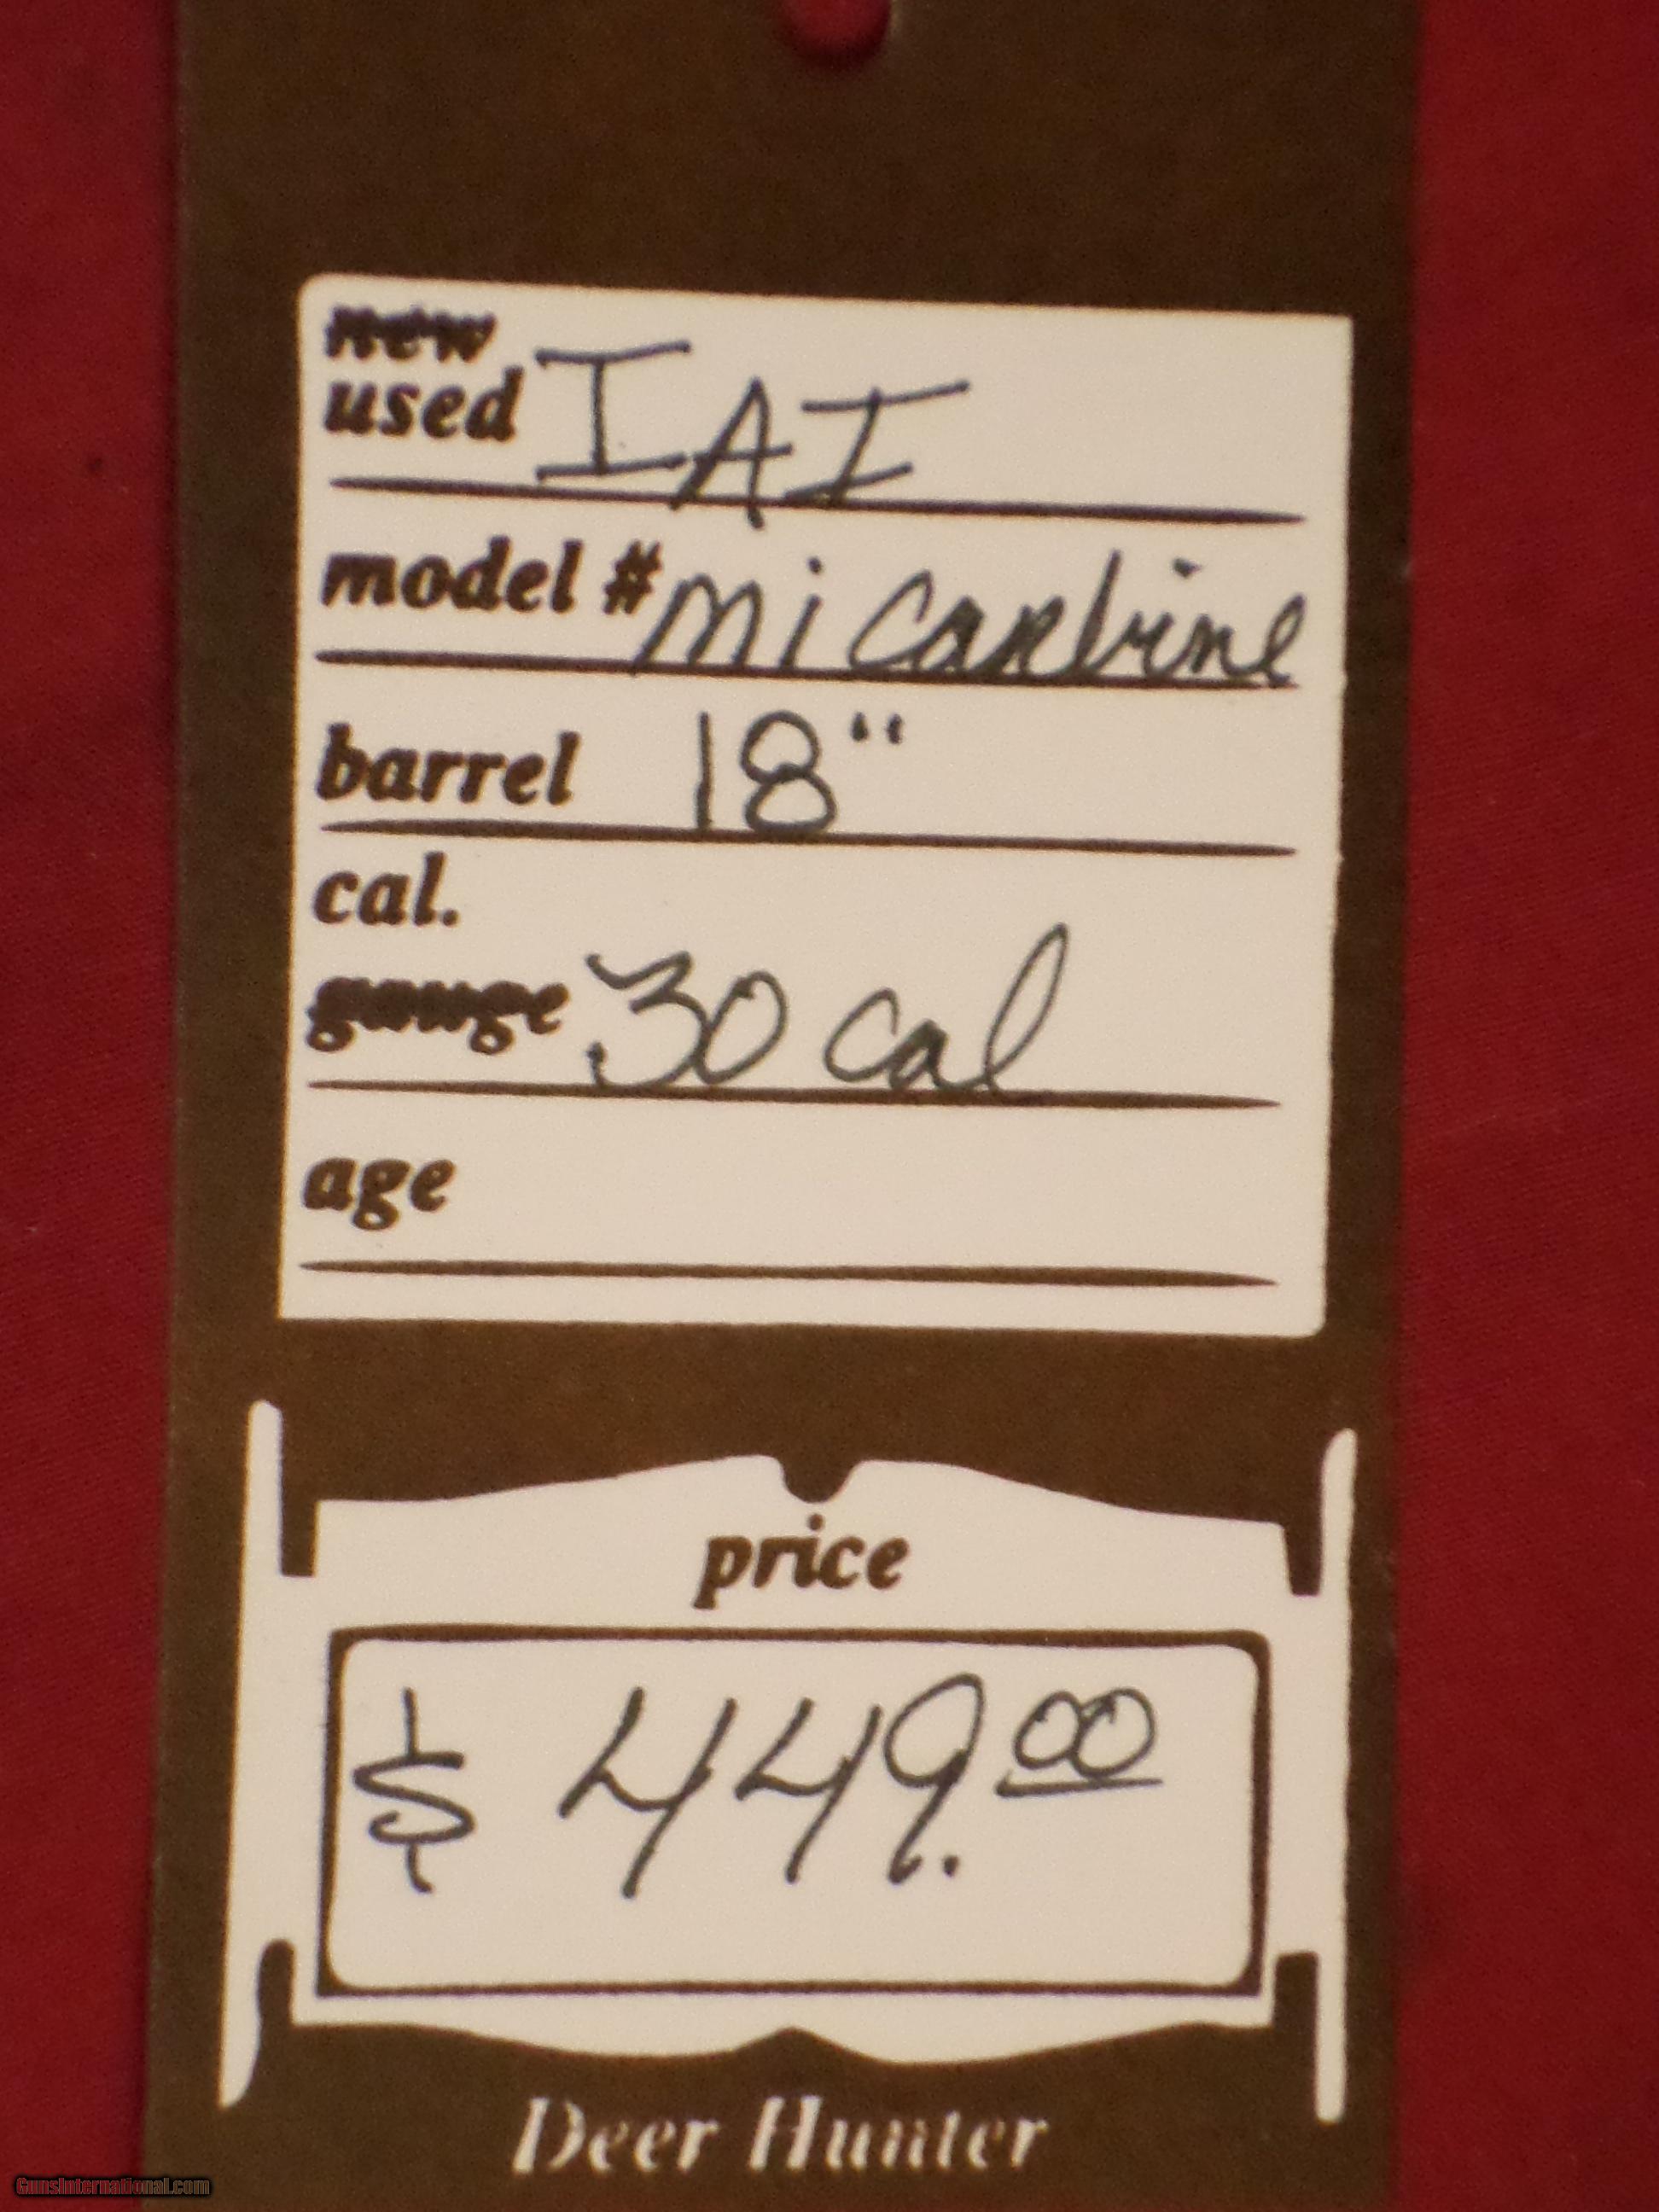 new
used IAI
model # Mi Carbine
barrel 18"
cal.
gauge .30 cal
age
price
$ 449.00
Deer Hunter
GunsInternational.com